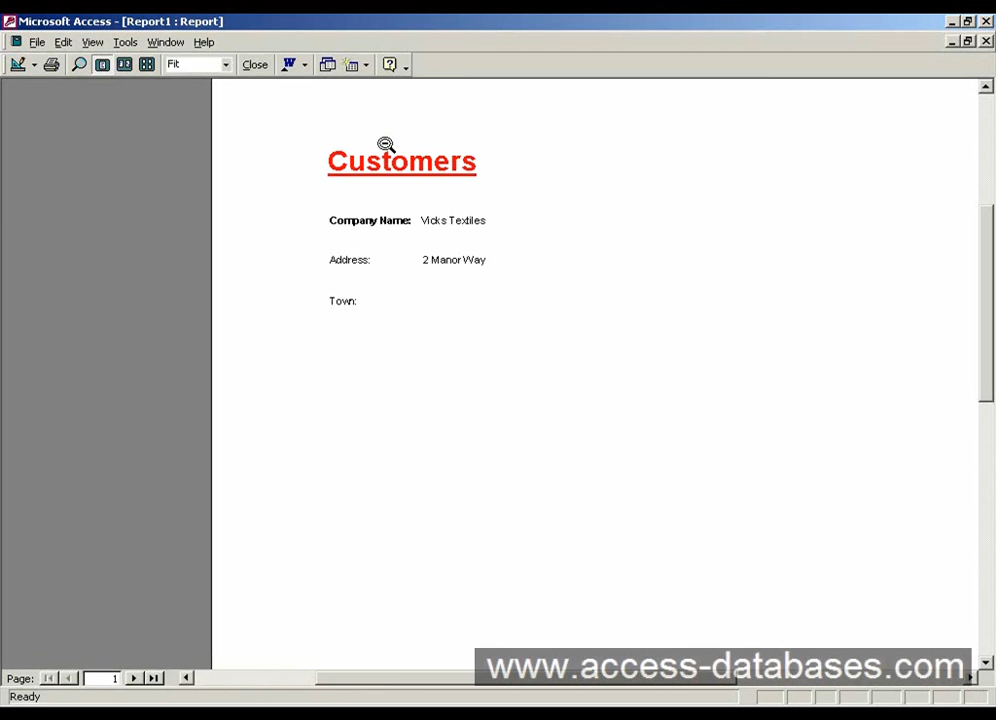 Microsoft Access - [Report1 : Report]
File Edit View Tools Window Help
Fit Close
Customers
Company Name: Vicks Textiles
Address: 2 Manor Way
Town:
www.access-databases.com
Page: 1
Ready